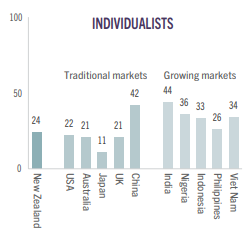 INDIVIDUALISTS
100
50
0
Traditional markets
Growing markets
24
22
21
11
21
42
44
36
33
26
34
New Zealand
USA
Australia
Japan
UK
China
India
Nigeria
Indonesia
Philippines
Viet Nam